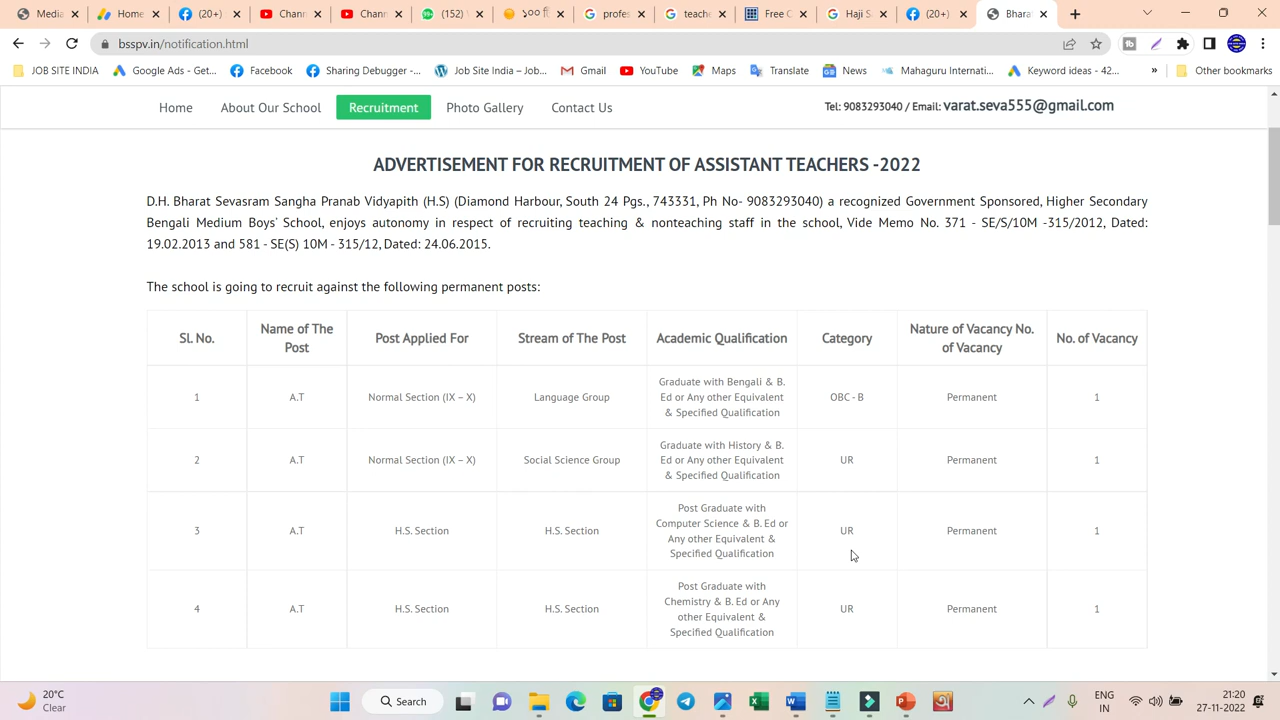 Media
Home
(20+)
Chann
Chann
(152)
profes
teache
Free C
Haji S
(20+)
Bharat
bsspv.in/notification.html
JOB SITE INDIA
Google Ads - Get...
Facebook
Sharing Debugger -...
Job Site India – Job...
Gmail
YouTube
Maps
Translate
News
Mahaguru Internati...
Keyword ideas - 42...
»
Other bookmarks
Home
About Our School
Recruitment
Photo Gallery
Contact Us
Tel: 9083293040 / Email: varat.seva555@gmail.com
ADVERTISEMENT FOR RECRUITMENT OF ASSISTANT TEACHERS -2022
D.H. Bharat Sevasram Sangha Pranab Vidyapith (H.S) (Diamond Harbour, South 24 Pgs., 743331, Ph No- 9083293040) a recognized Government Sponsored, Higher Secondary
Bengali Medium Boys' School, enjoys autonomy in respect of recruiting teaching & nonteaching staff in the school, Vide Memo No. 371 - SE/S/10M -315/2012, Dated:
19.02.2013 and 581 - SE(S) 10M - 315/12, Dated: 24.06.2015.
The school is going to recruit against the following permanent posts:
Sl. No.
Name of The
Post
Post Applied For
Stream of The Post
Academic Qualification
Category
Nature of Vacancy No.
of Vacancy
No. of Vacancy
1
A.T
Normal Section (IX – X)
Language Group
Graduate with Bengali & B.
Ed or Any other Equivalent
& Specified Qualification
OBC - B
Permanent
1
2
A.T
Normal Section (IX – X)
Social Science Group
Graduate with History & B.
Ed or Any other Equivalent
& Specified Qualification
UR
Permanent
1
3
A.T
H.S. Section
H.S. Section
Post Graduate with
Computer Science & B. Ed or
Any other Equivalent &
Specified Qualification
UR
Permanent
1
4
A.T
H.S. Section
H.S. Section
Post Graduate with
Chemistry & B. Ed or Any
other Equivalent &
Specified Qualification
UR
Permanent
1
20°C
Clear
Search
ENG
IN
21:20
27-11-2022